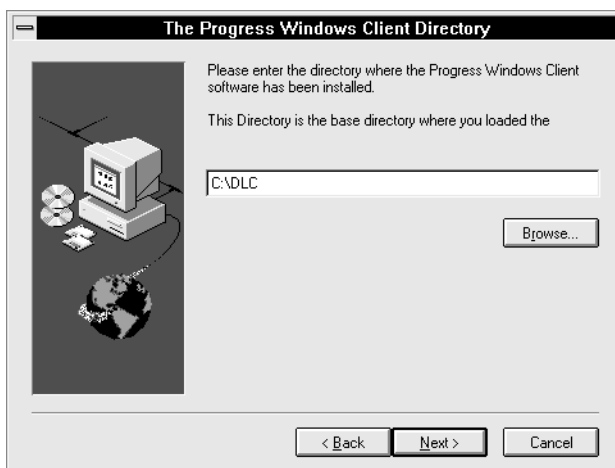 The Progress Windows Client Directory
Please enter the directory where the Progress Windows Client
software has been installed.
This Directory is the base directory where you loaded the
C:\DLC
Browse...
< Back
Next >
Cancel